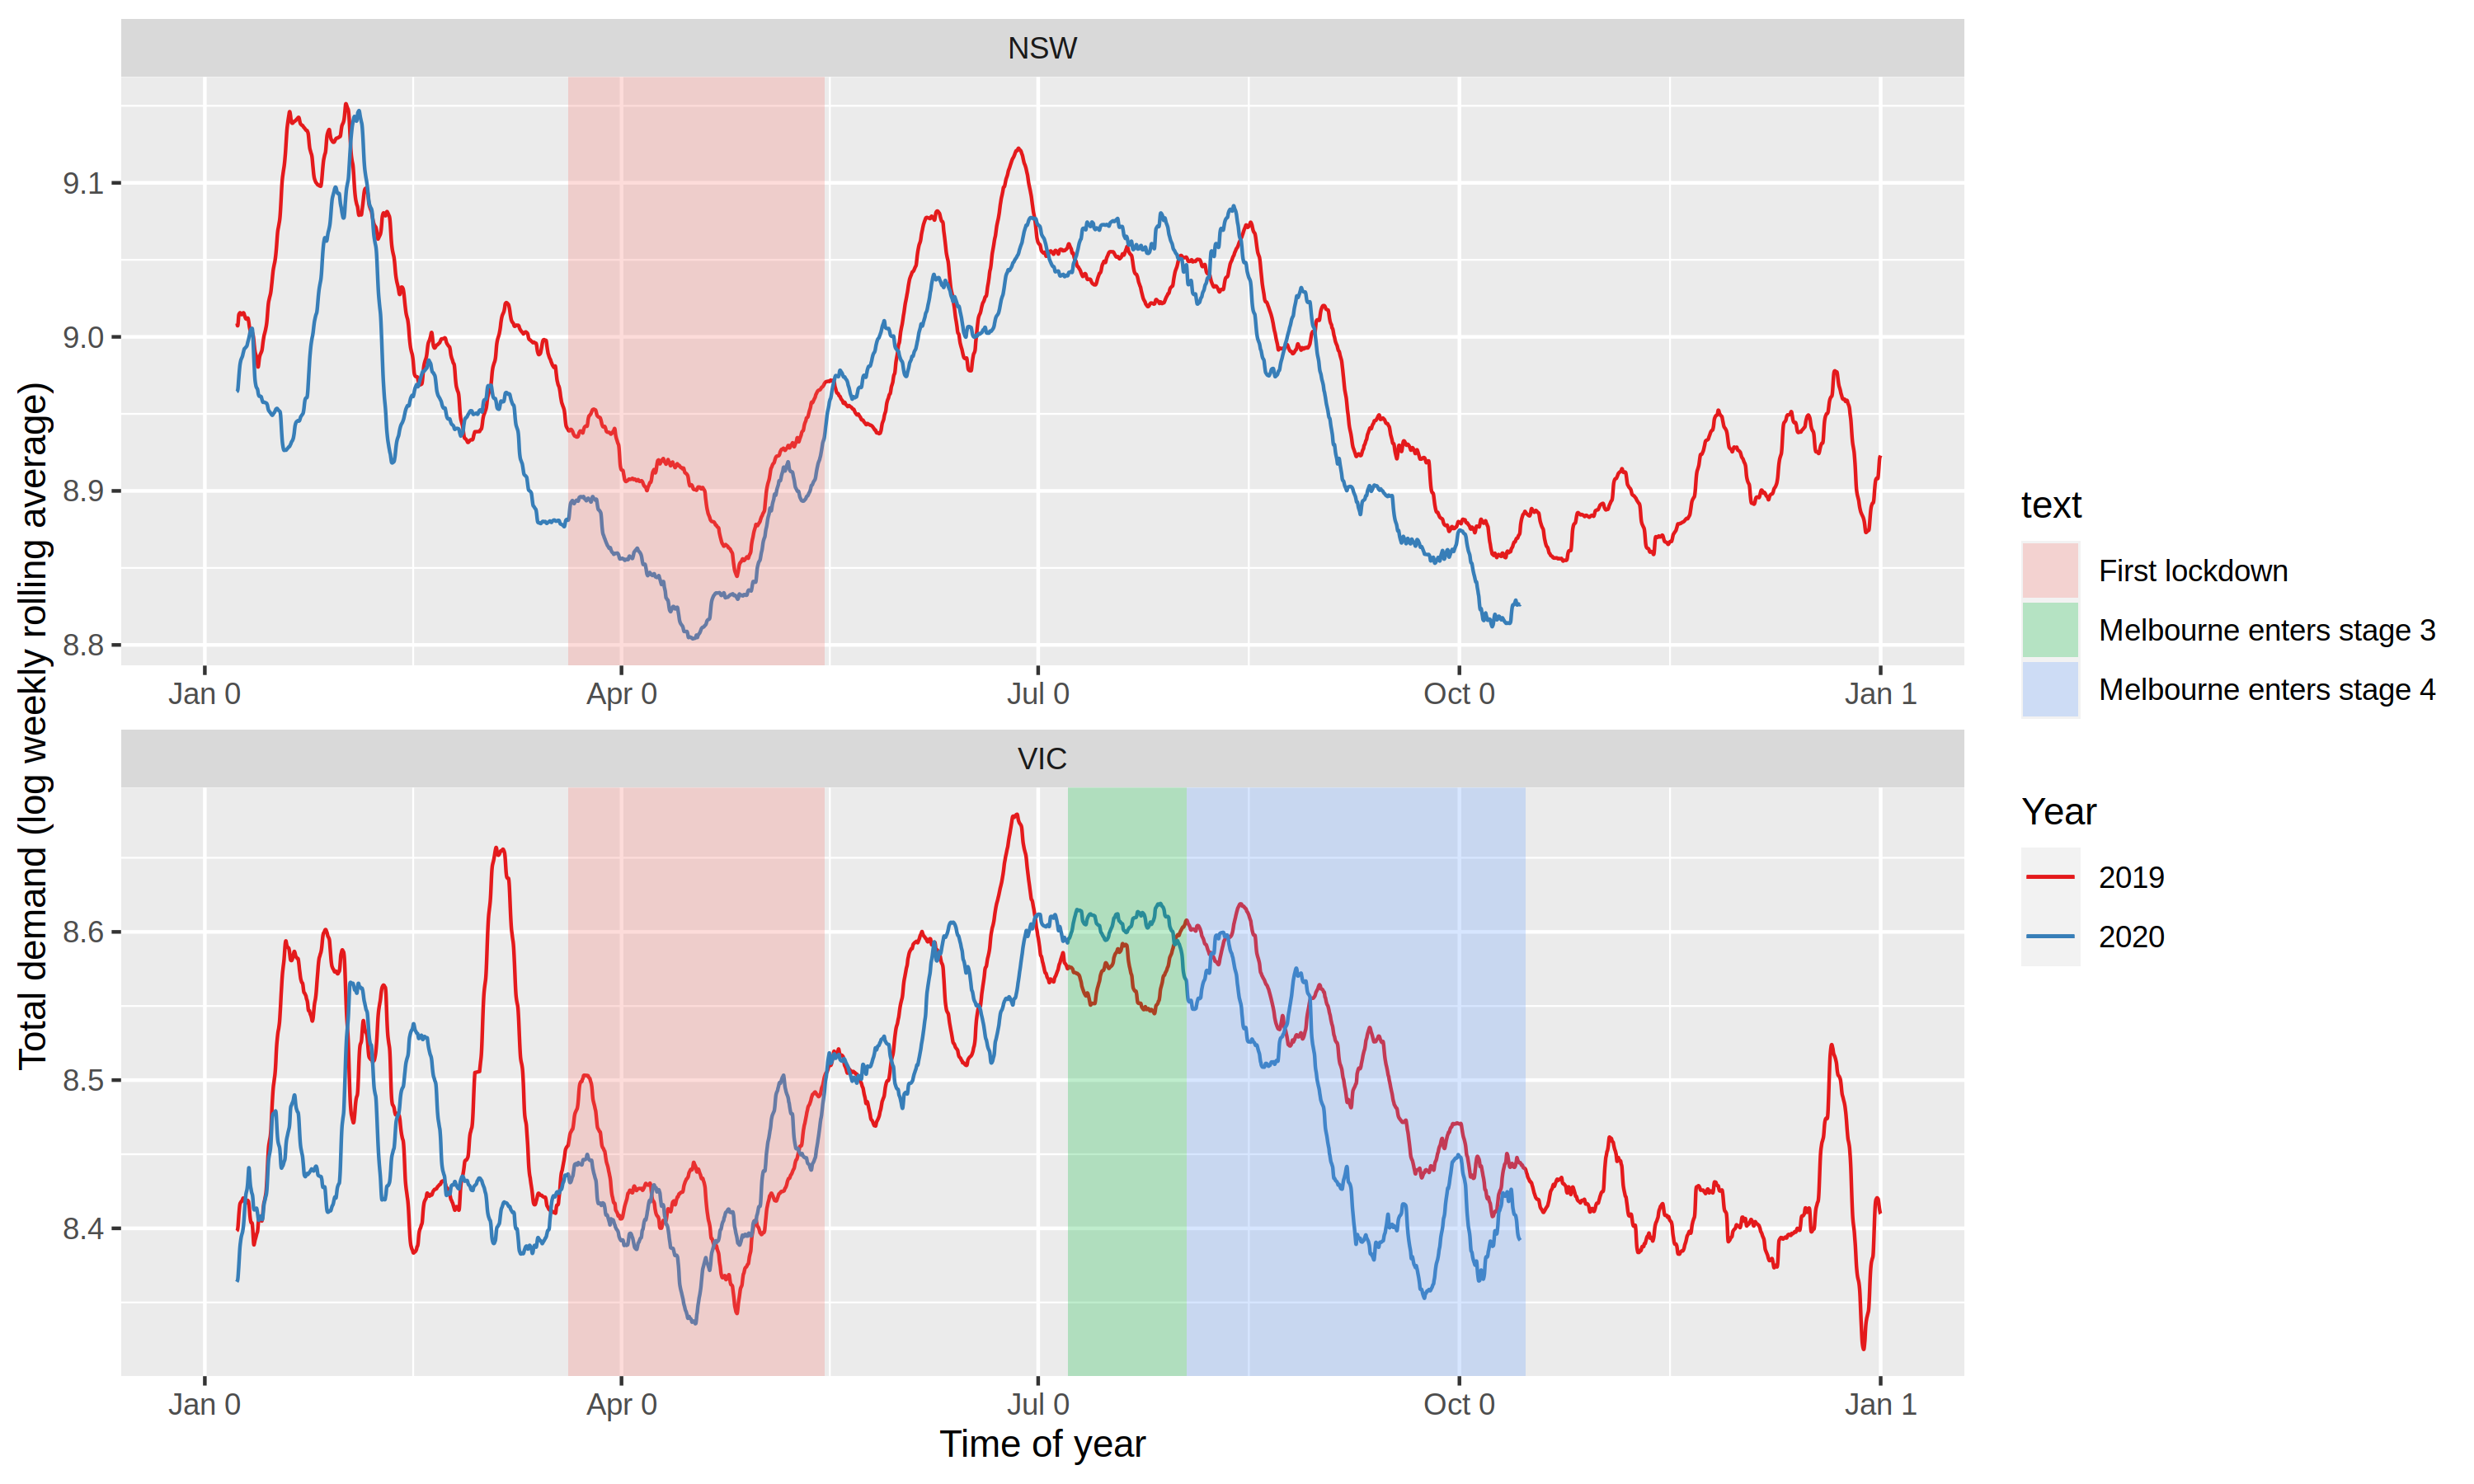 NSW
9.1
9.0
8.9
8.8
Jan 0 Apr 0 Jul 0 Oct 0 Jan 1
VIC
8.6
8.5
8.4
Jan 0 Apr 0 Jul 0 Oct 0 Jan 1
Time of year
Total demand (log weekly rolling average)
text
First lockdown
Melbourne enters stage 3
Melbourne enters stage 4
Year
2019
2020